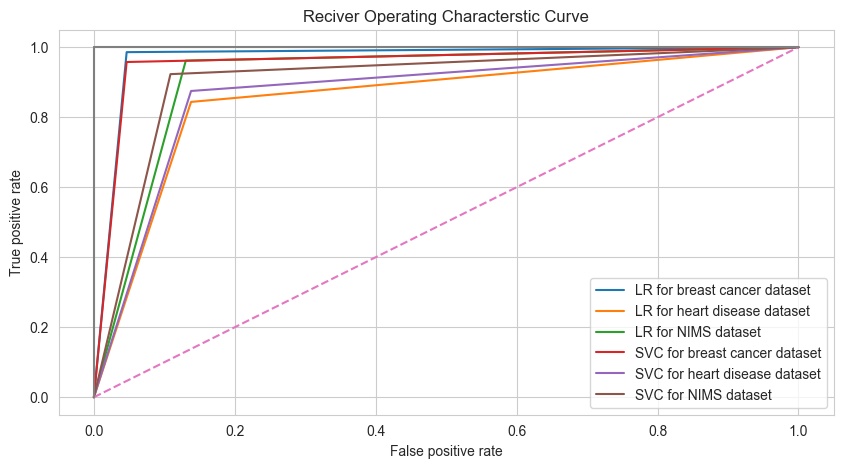 Reciver Operating Characterstic Curve
1.0
0.8
0.6
0.4
0.2
0.0
True positive rate
0.0 0.2 0.4 0.6 0.8 1.0
False positive rate
LR for breast cancer dataset
LR for heart disease dataset
LR for NIMS dataset
SVC for breast cancer dataset
SVC for heart disease dataset
SVC for NIMS dataset